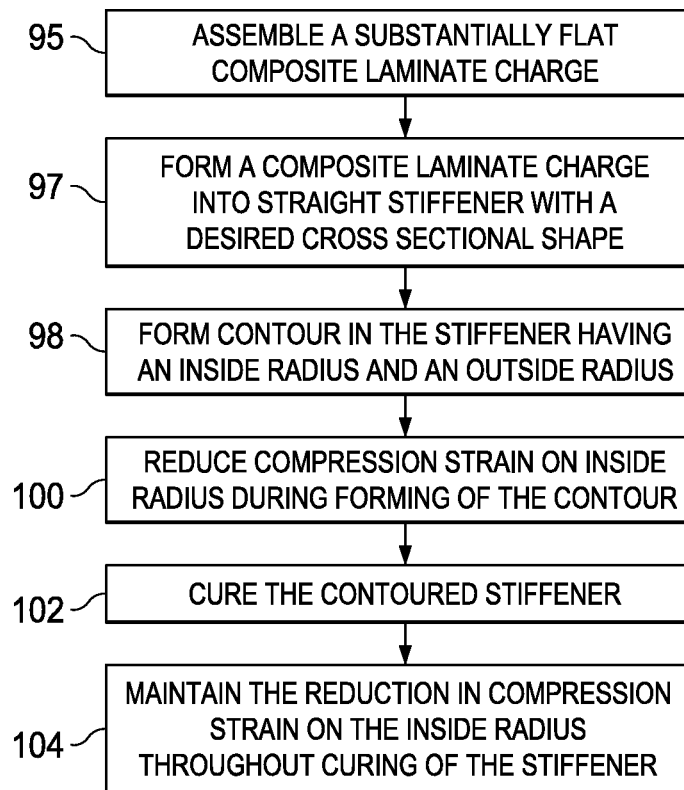 95
ASSEMBLE A SUBSTANTIALLY FLAT
COMPOSITE LAMINATE CHARGE
97
FORM A COMPOSITE LAMINATE CHARGE
INTO STRAIGHT STIFFENER WITH A
DESIRED CROSS SECTIONAL SHAPE
98
FORM CONTOUR IN THE STIFFENER HAVING
AN INSIDE RADIUS AND AN OUTSIDE RADIUS
100
REDUCE COMPRESSION STRAIN ON INSIDE
RADIUS DURING FORMING OF THE CONTOUR
102
CURE THE CONTOURED STIFFENER
104
MAINTAIN THE REDUCTION IN COMPRESSION
STRAIN ON THE INSIDE RADIUS
THROUGHOUT CURING OF THE STIFFENER